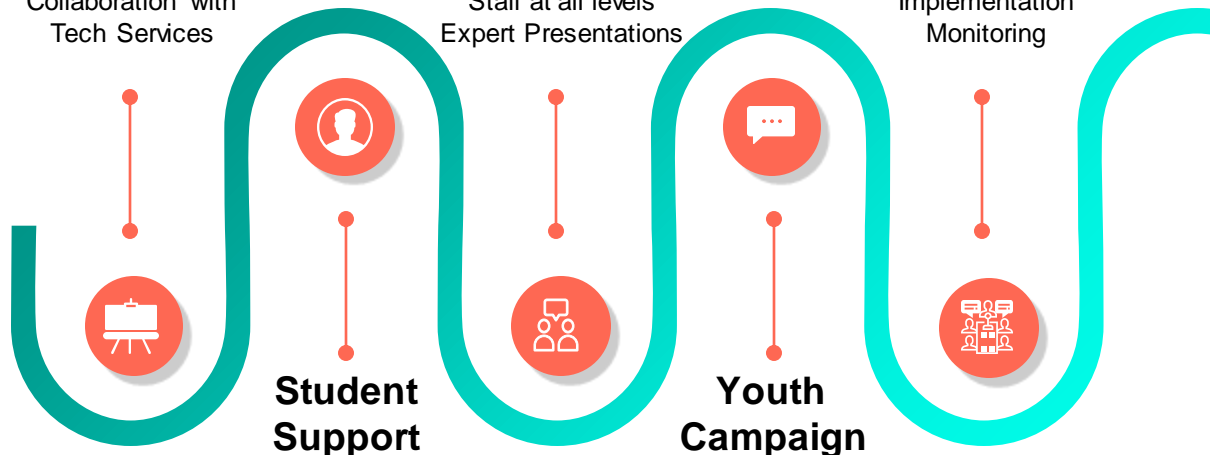 Collaboration with
Tech Services
Staff at all levels
Expert Presentations
Implementation
Monitoring
Student
Support
Youth
Campaign